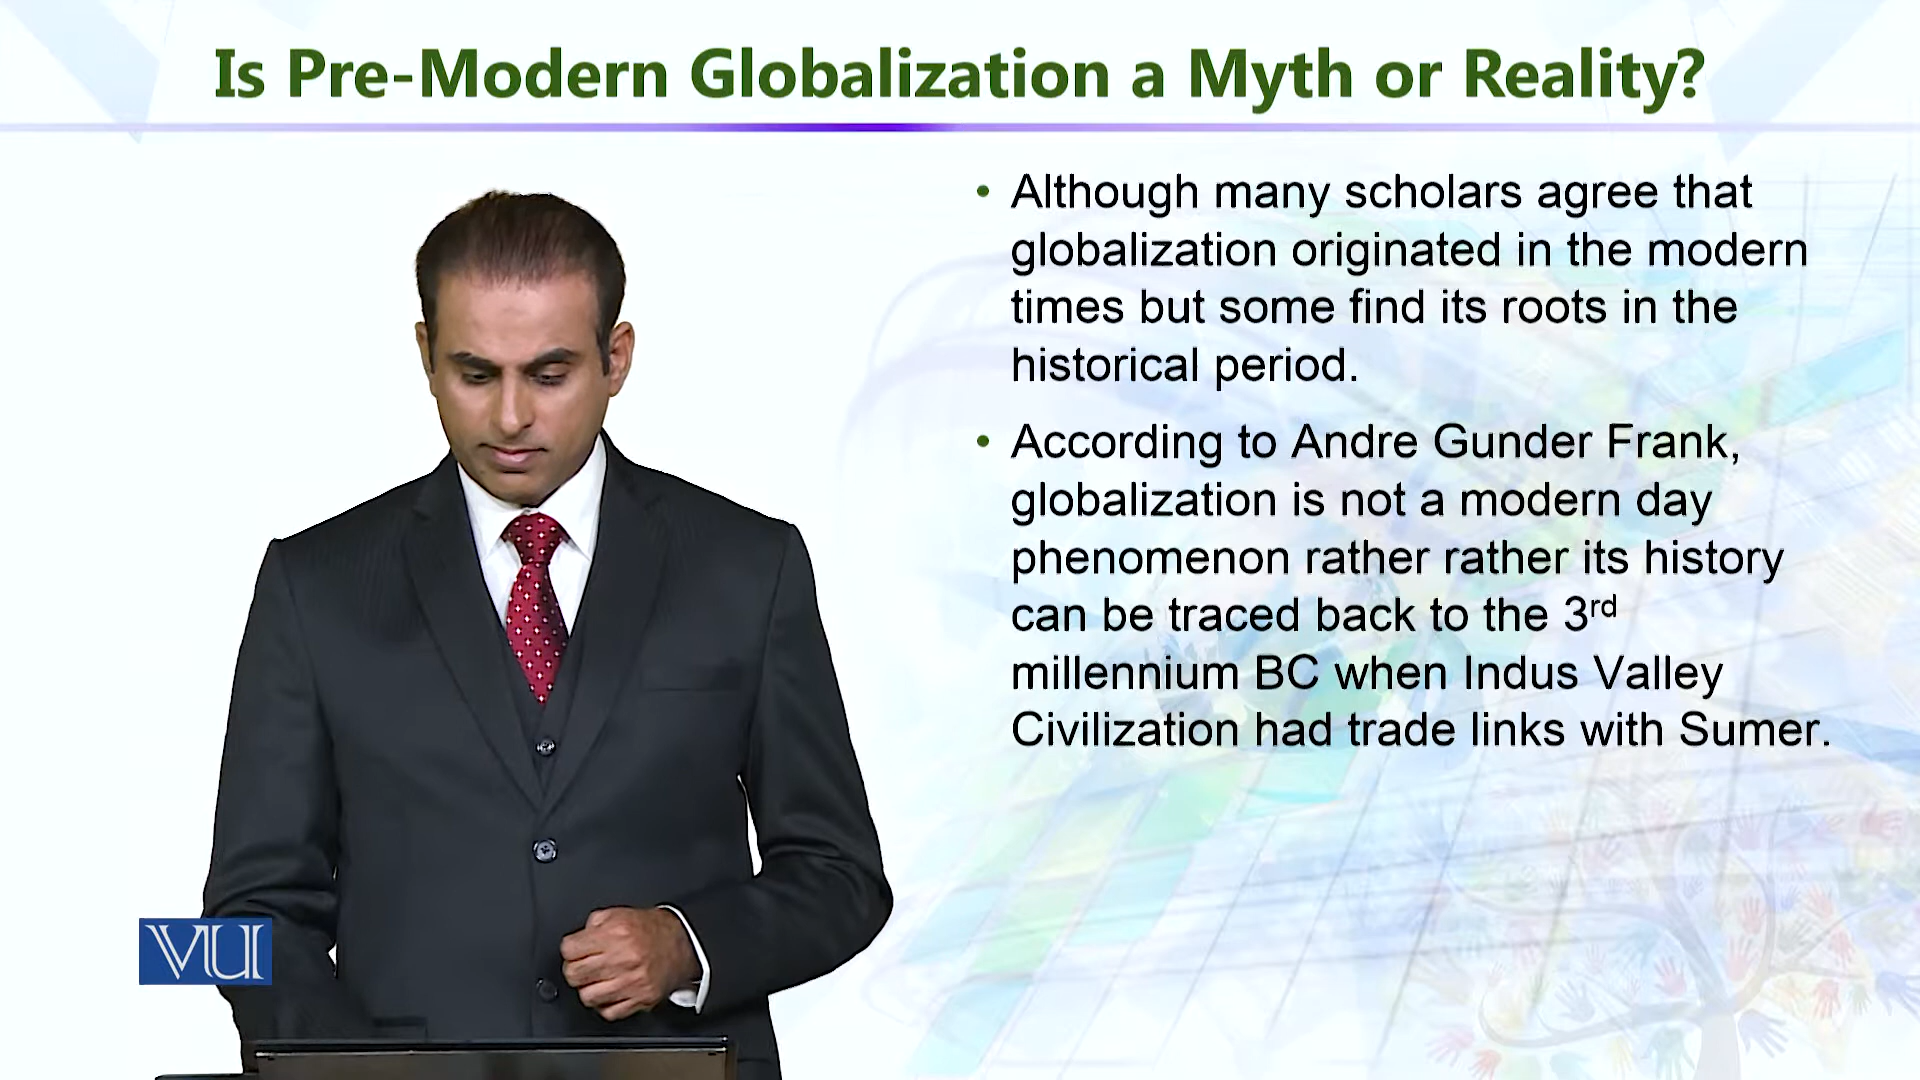 Is Pre-Modern Globalization a Myth or Reality?
• Although many scholars agree that
globalization originated in the modern
times but some find its roots in the
historical period.
• According to Andre Gunder Frank,
globalization is not a modern day
phenomenon rather rather its history
can be traced back to the 3rd
millennium BC when Indus Valley
Civilization had trade links with Sumer.
VU